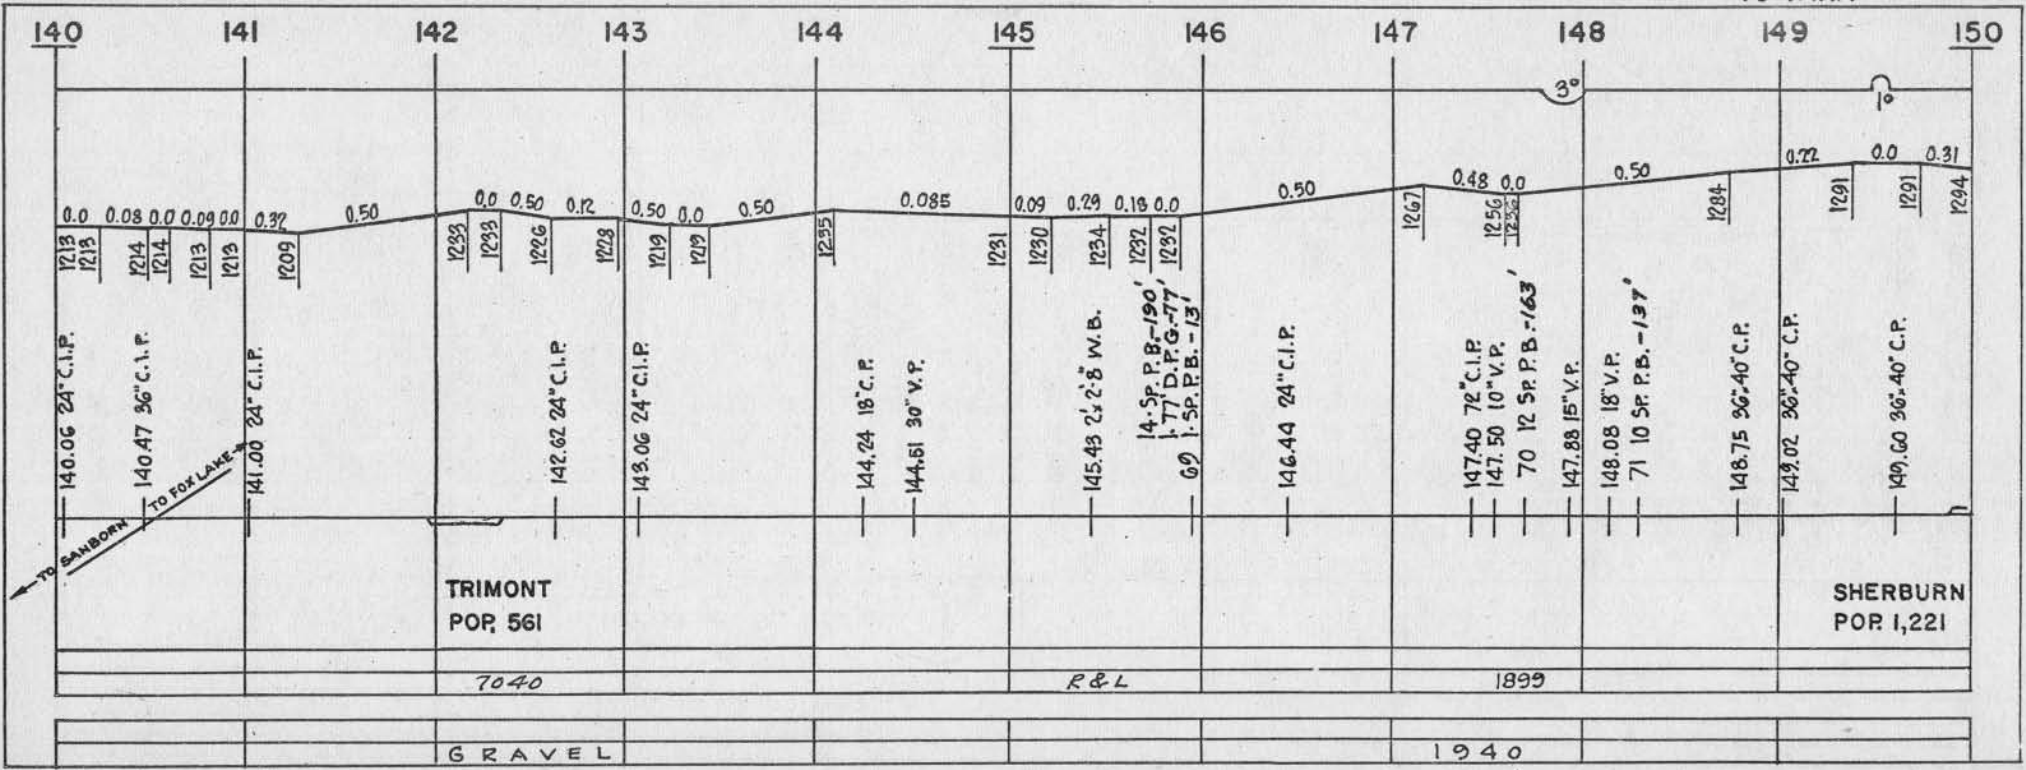 140 141 142 143 144 145 146 147 148 149 150
3° 1°
0.0 0.08 0.0 0.09 0.0 0.32 0.50 0.0 0.50 0.12 0.50 0.0 0.50 0.085 0.09 0.29 0.18 0.0 0.50 0.48 0.0 0.50 0.22 0.0 0.31
1213 1213 1214 1214 1213 1213 1209 1233 1233 1226 1228 1219 1219 1235 1231 1230 1234 1232 1232 1267 1256 1256 1284 1291 1291 1294
140.06 24" C.I.P.
140.47 36" C.I.P.
141.00 24" C.I.P.
142.62 24" C.I.P.
143.06 24" C.I.P.
144.24 18" C.P.
144.51 30" V.P.
145.43 2'x2'-8" W.B.
14-SP. P.B.-190'
1-77' D.P.G.-77'
69 1-SP. P.B.-13'
146.44 24" C.I.P.
147.40 72" C.I.P.
147.50 10" V.P.
70 12 SP. P.B.-163'
147.88 15" V.P.
148.08 18" V.P.
71 10 SP. P.B.-137'
148.75 36"-40' C.P.
149.02 36"-40' C.P.
149.60 36"-40' C.P.
TO SANBORN
TO FOX LAKE
TRIMONT
POP. 561
SHERBURN
POP. 1,221
7040 R & L 1899
GRAVEL 1940